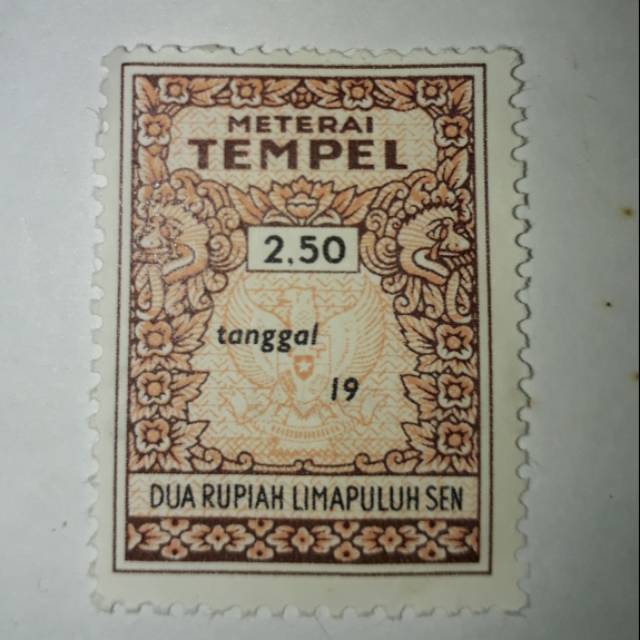 METERAI
TEMPEL
2.50
tanggal
19
DUA RUPIAH LIMAPULUH SEN